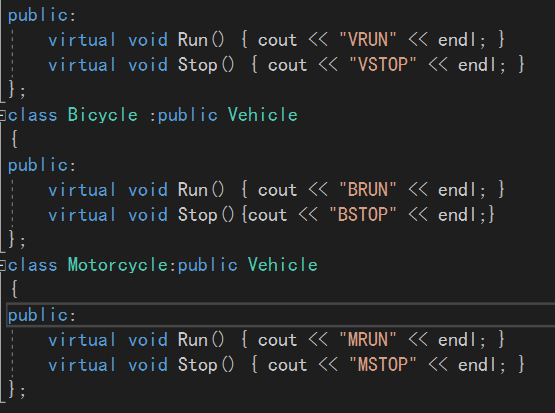 public:
    virtual void Run() { cout << "VRUN" << endl; }
    virtual void Stop() { cout << "VSTOP" << endl; }
};
class Bicycle :public Vehicle
{
public:
    virtual void Run() { cout << "BRUN" << endl; }
    virtual void Stop(){cout << "BSTOP" << endl;}
};
class Motorcycle:public Vehicle
{
public:
    virtual void Run() { cout << "MRUN" << endl; }
    virtual void Stop() { cout << "MSTOP" << endl; }
};